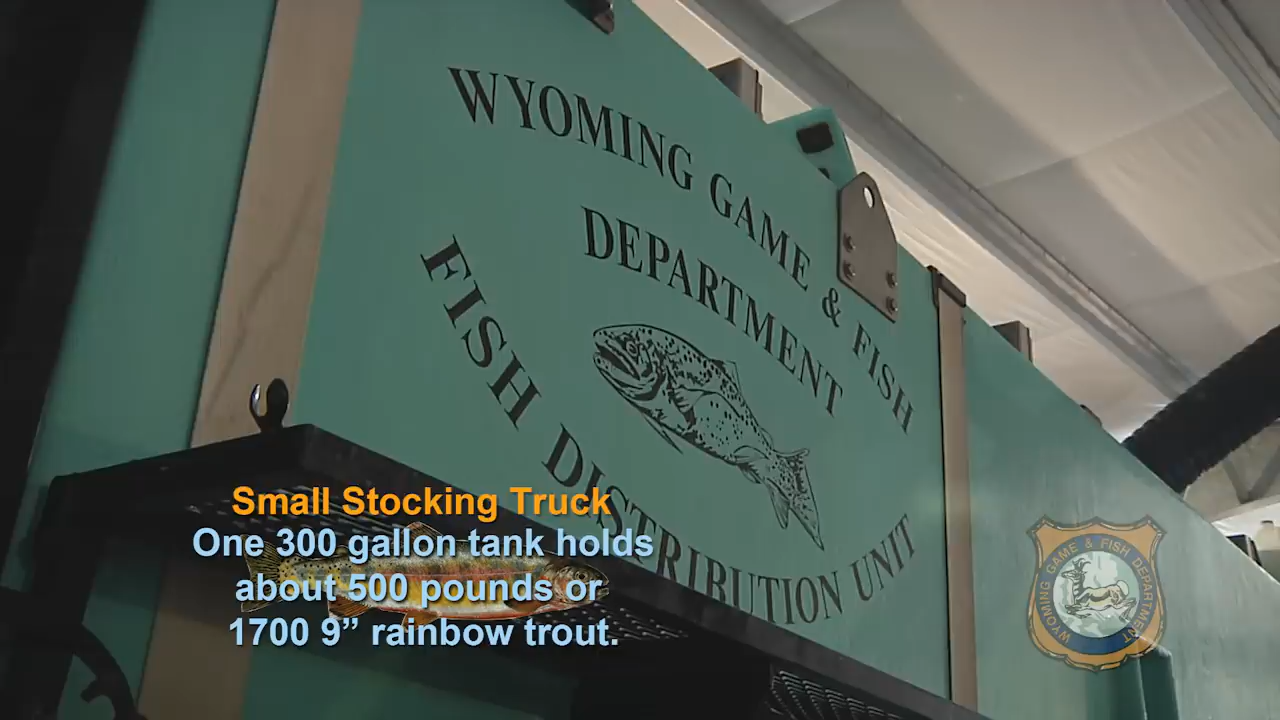 WYOMING GAME & FISH
DEPARTMENT
FISH DISTRIBUTION UNIT
Small Stocking Truck
One 300 gallon tank holds
about 500 pounds or
1700 9” rainbow trout.
WYOMING GAME & FISH DEPARTMENT